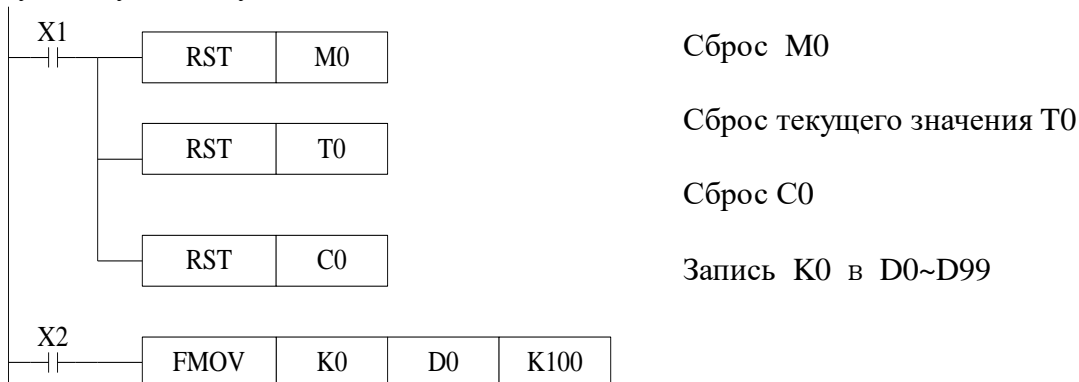 X1
RST M0
Сброс M0
RST T0
Сброс текущего значения T0
RST C0
Сброс C0
Запись K0 в D0~D99
X2
FMOV K0 D0 K100